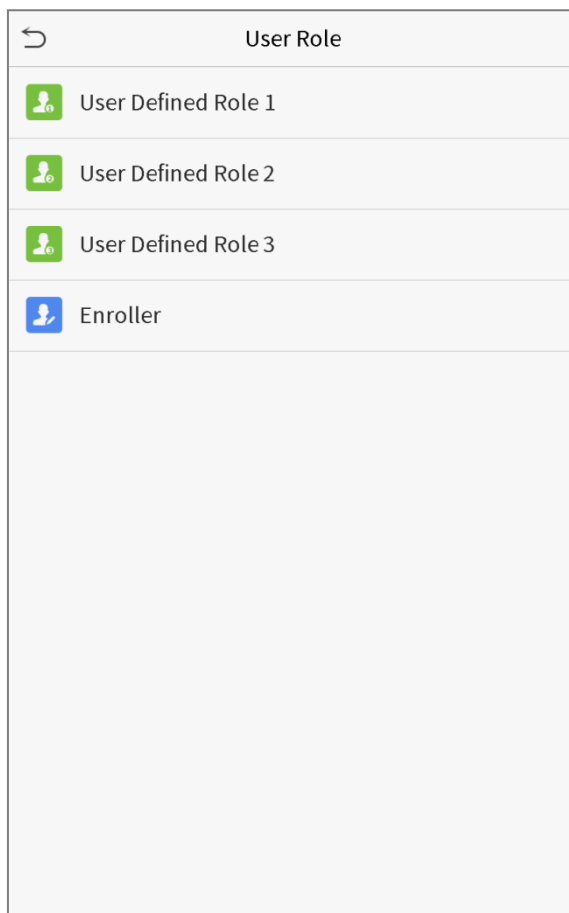 User Role
User Defined Role 1
User Defined Role 2
User Defined Role 3
Enroller